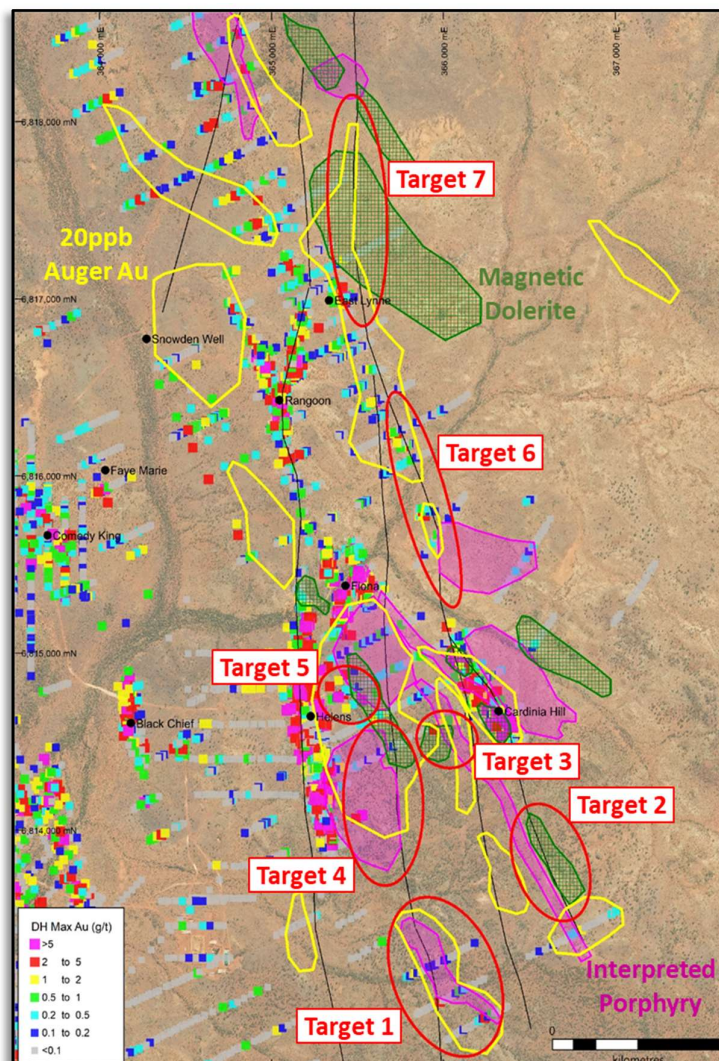 364,000 mE
365,000 mE
366,000 mE
367,000 mE
6,818,000 mN
Target 7
20ppb
Auger Au
Magnetic
Dolerite
6,817,000 mN
East Lynne
Snowden Well
Rangoon
Target 6
6,816,000 mN
Faye Marie
Comedy King
Fiona
6,815,000 mN
Target 5
Helens
Cardinia Hill
Black Chief
Target 3
Target 2
6,814,000 mN
Target 4
DH Max Au (g/t)
>5
2 to 5
1 to 2
0.5 to 1
0.2 to 0.5
0.1 to 0.2
<0.1
Target 1
Interpreted
Porphyry
0
kilometres